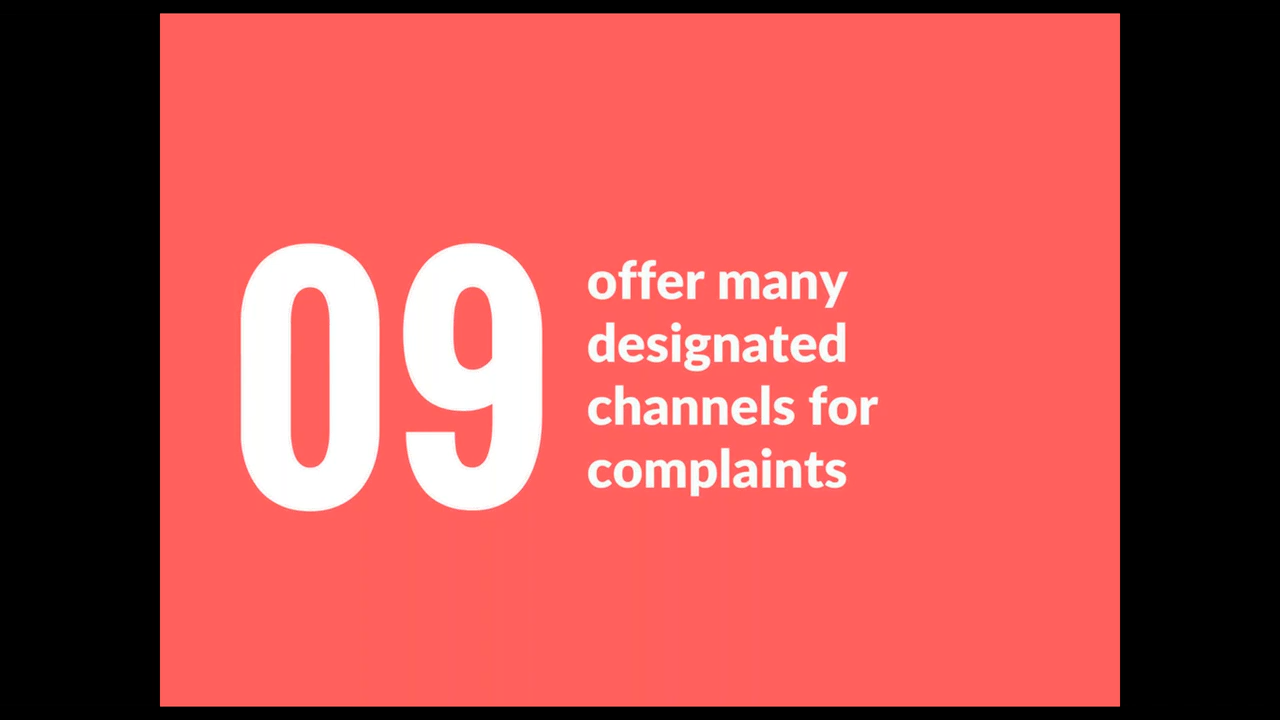 09
offer many
designated
channels for
complaints